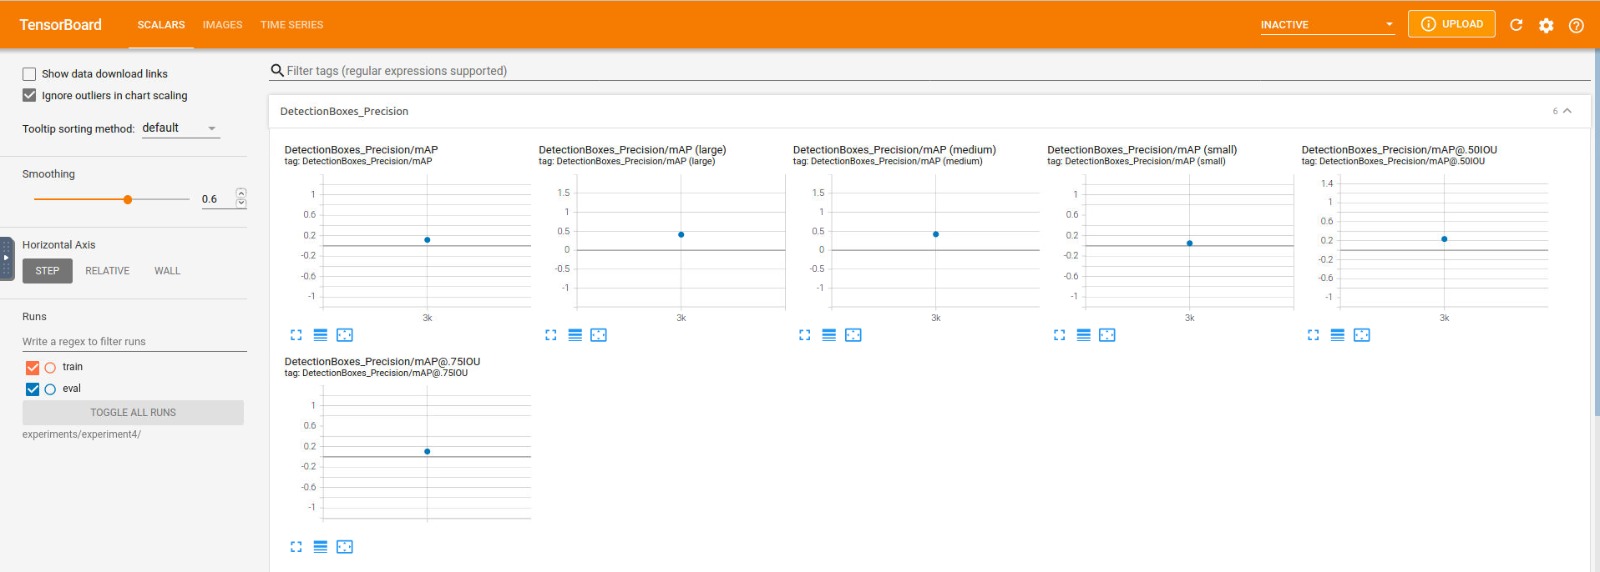 TensorBoard
SCALARS
IMAGES
TIME SERIES
INACTIVE
UPLOAD
Show data download links
Ignore outliers in chart scaling
Tooltip sorting method: default
Smoothing
0.6
Horizontal Axis
STEP
RELATIVE
WALL
Runs
Write a regex to filter runs
train
eval
TOGGLE ALL RUNS
experiments/experiment4/
Filter tags (regular expressions supported)
DetectionBoxes_Precision
6
DetectionBoxes_Precision/mAP
tag: DetectionBoxes_Precision/mAP
1
0.6
0.2
-0.2
-0.6
-1
3k
DetectionBoxes_Precision/mAP (large)
tag: DetectionBoxes_Precision/mAP (large)
1.5
1
0.5
0
-0.5
-1
3k
DetectionBoxes_Precision/mAP (medium)
tag: DetectionBoxes_Precision/mAP (medium)
1.5
1
0.5
0
-0.5
-1
3k
DetectionBoxes_Precision/mAP (small)
tag: DetectionBoxes_Precision/mAP (small)
1
0.6
0.2
-0.2
-0.6
-1
3k
DetectionBoxes_Precision/mAP@.50IOU
tag: DetectionBoxes_Precision/mAP@.50IOU
1.4
1
0.6
0.2
-0.2
-0.6
-1
3k
DetectionBoxes_Precision/mAP@.75IOU
tag: DetectionBoxes_Precision/mAP@.75IOU
1
0.6
0.2
-0.2
-0.6
-1